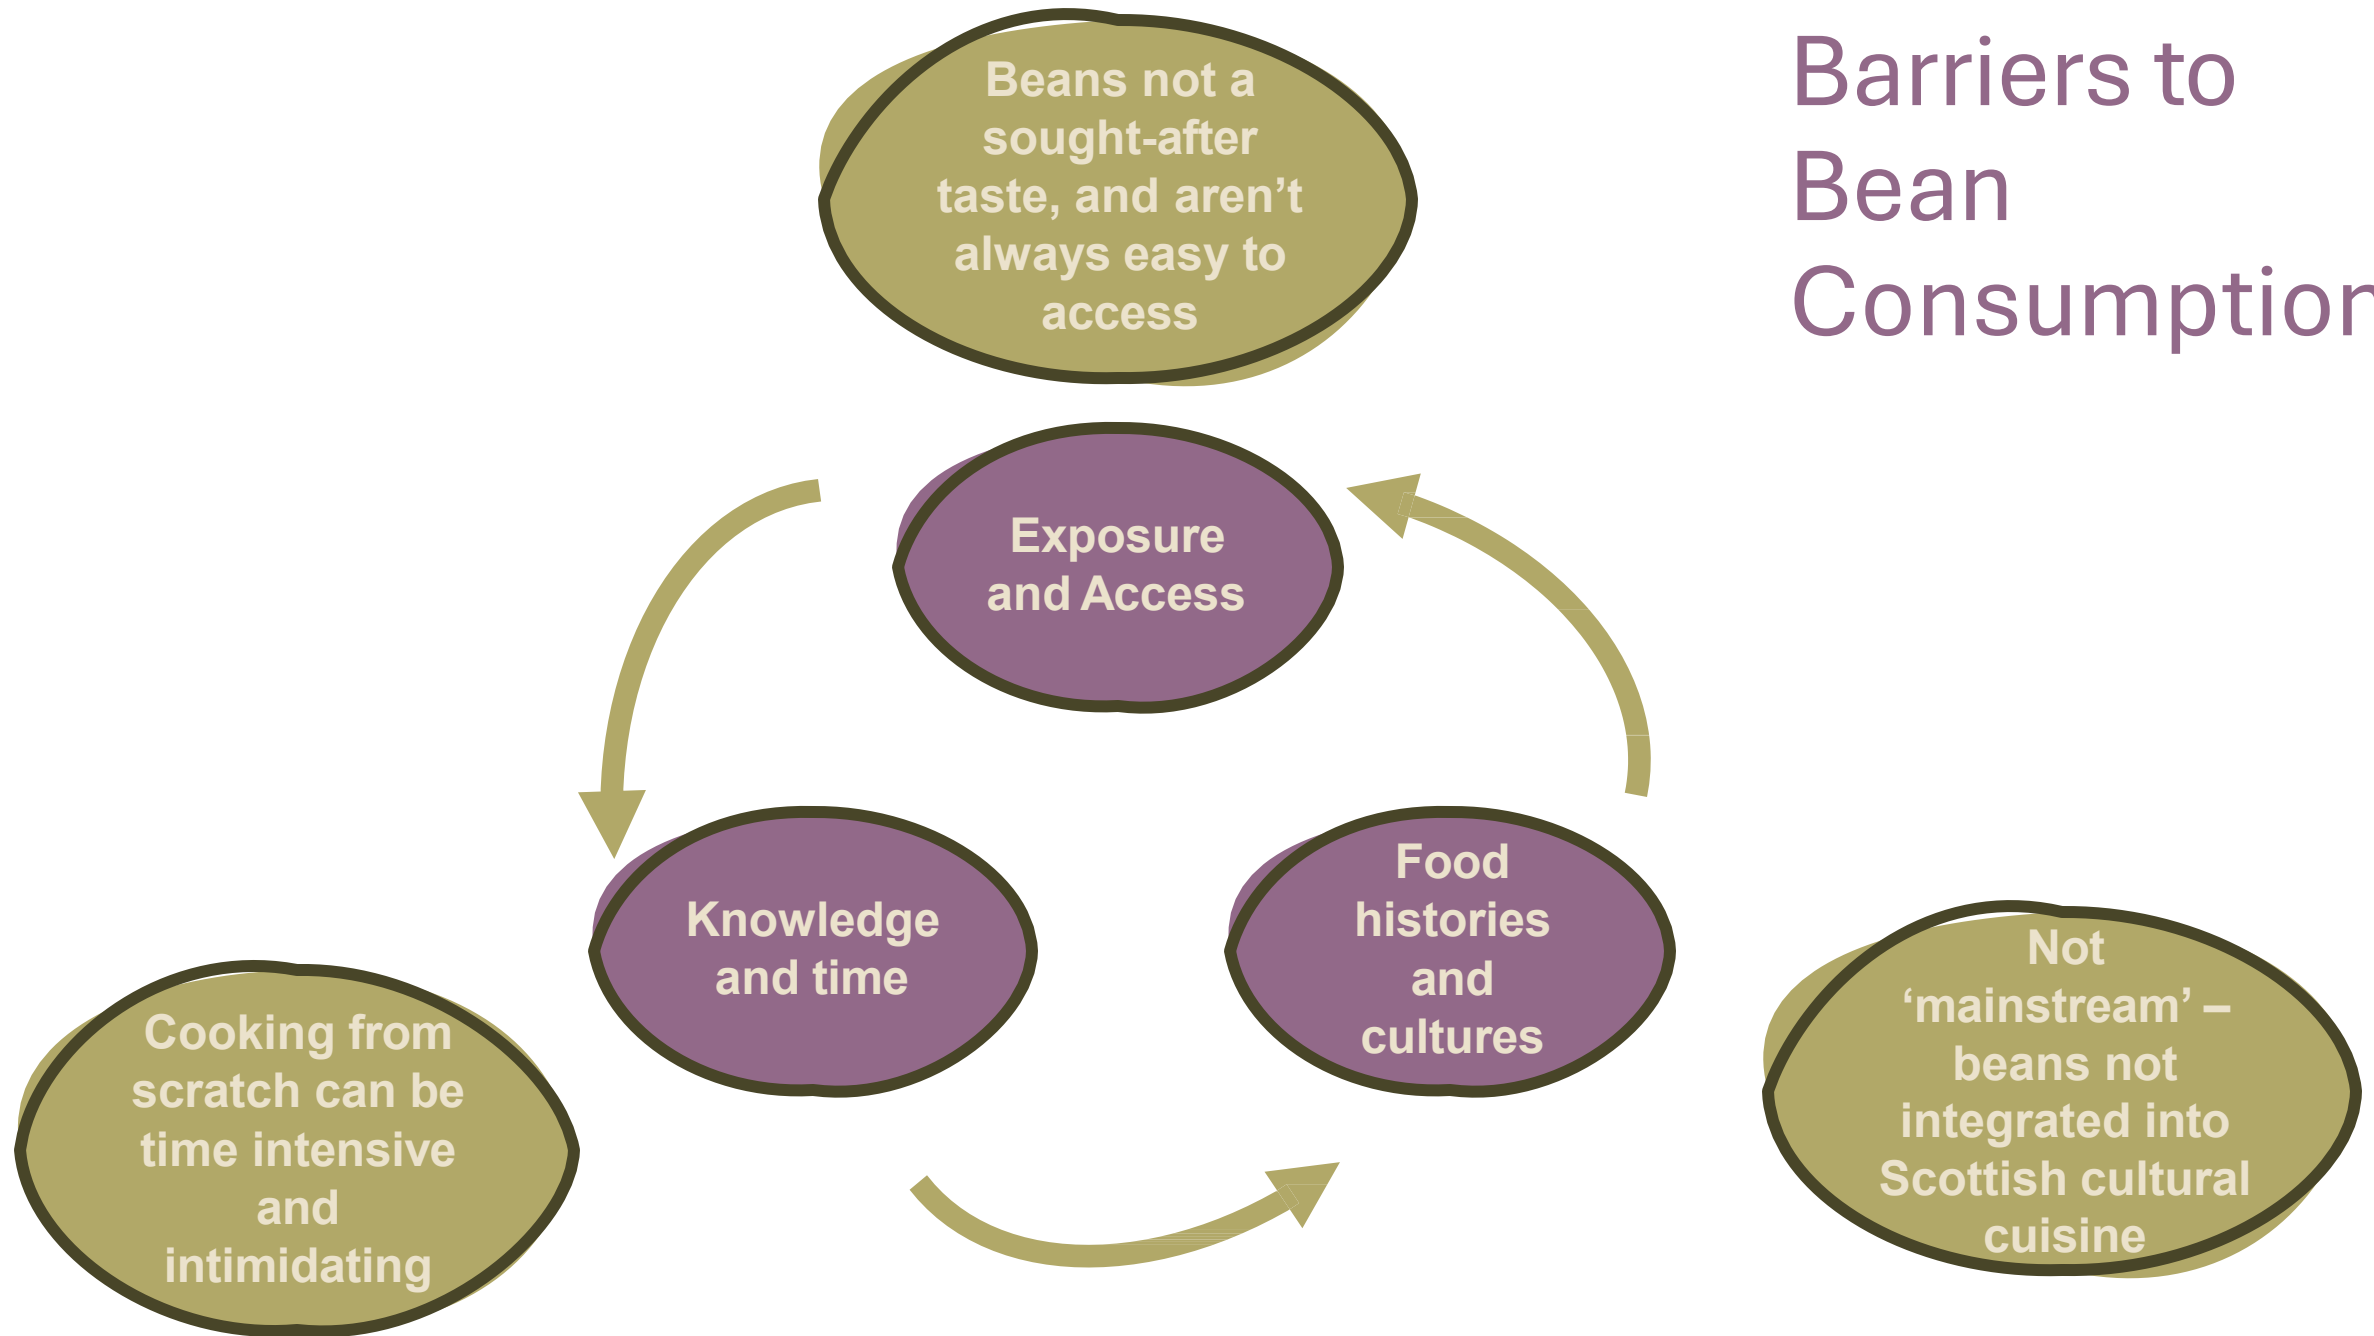 Barriers to
Bean
Consumption
Beans not a
sought-after
taste, and aren’t
always easy to
access
Exposure
and Access
Knowledge
and time
Food
histories
and
cultures
Cooking from
scratch can be
time intensive
and
intimidating
Not
‘mainstream’ –
beans not
integrated into
Scottish cultural
cuisine